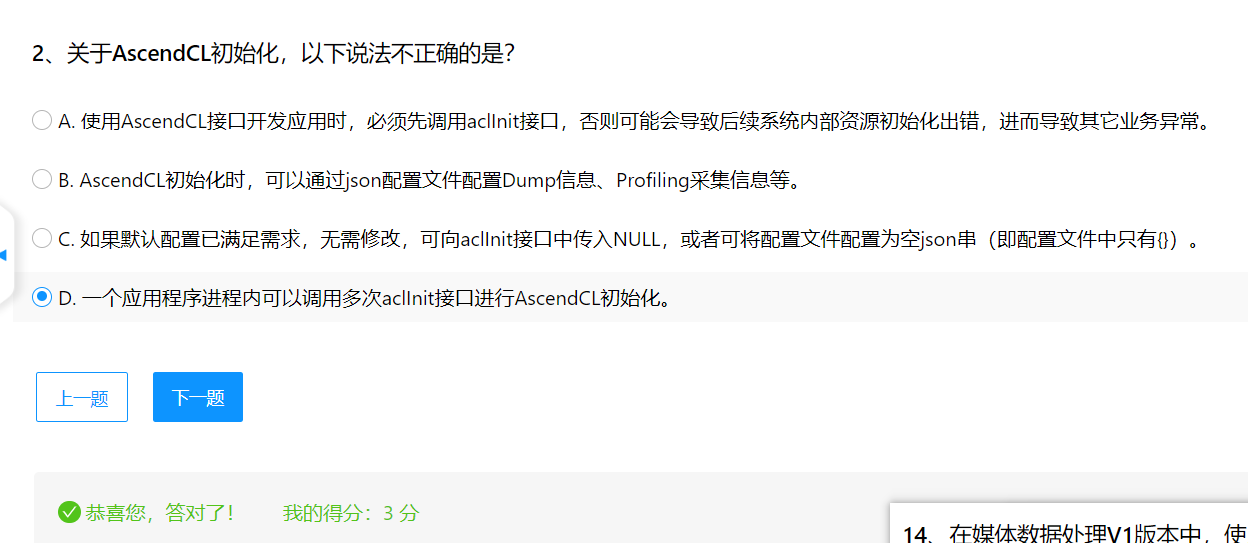 2、关于AscendCL初始化，以下说法不正确的是？
A. 使用AscendCL接口开发应用时，必须先调用aclInit接口，否则可能会导致后续系统内部资源初始化出错，进而导致其它业务异常。
B. AscendCL初始化时，可以通过json配置文件配置Dump信息、Profiling采集信息等。
C. 如果默认配置已满足需求，无需修改，可向aclInit接口中传入NULL，或者可将配置文件配置为空json串（即配置文件中只有{}）。
D. 一个应用程序进程内可以调用多次aclInit接口进行AscendCL初始化。
上一题 下一题
恭喜您，答对了！ 我的得分：3 分
14、在媒体数据处理V1版本中，使